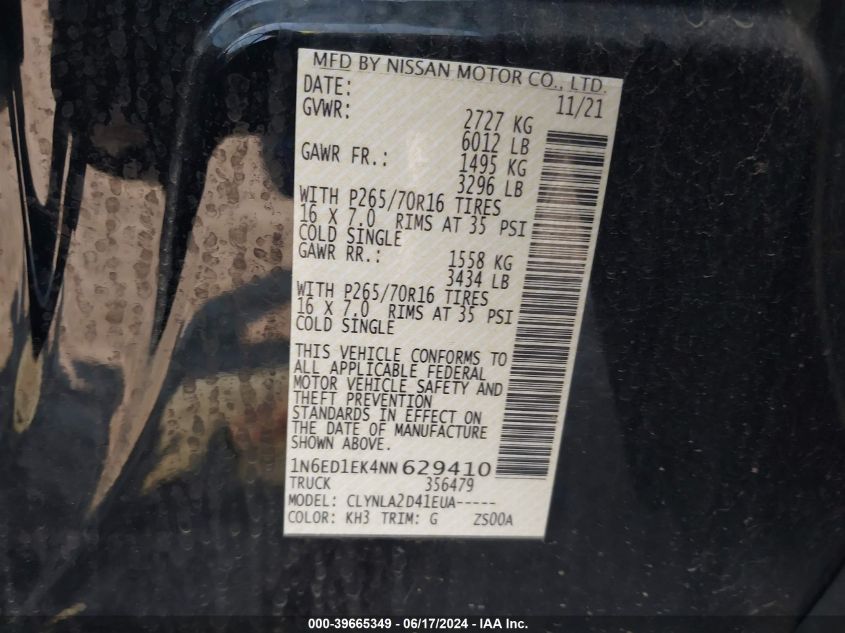 MFD BY NISSAN MOTOR CO., LTD.
DATE: 11/21
GVWR: 2727 KG
6012 LB
GAWR FR.: 1495 KG
3296 LB
WITH P265/70R16 TIRES
16 X 7.0 RIMS AT 35 PSI
COLD SINGLE
GAWR RR.: 1558 KG
3434 LB
WITH P265/70R16 TIRES
16 X 7.0 RIMS AT 35 PSI
COLD SINGLE
THIS VEHICLE CONFORMS TO
ALL APPLICABLE FEDERAL
MOTOR VEHICLE SAFETY AND
THEFT PREVENTION
STANDARDS IN EFFECT ON
THE DATE OF MANUFACTURE
SHOWN ABOVE.
1N6ED1EK4NN629410
TRUCK 356479
MODEL: CLYNLA2D41EUA-----
COLOR: KH3 TRIM: G ZS00A
000-39665349 - 06/17/2024 - IAA Inc.